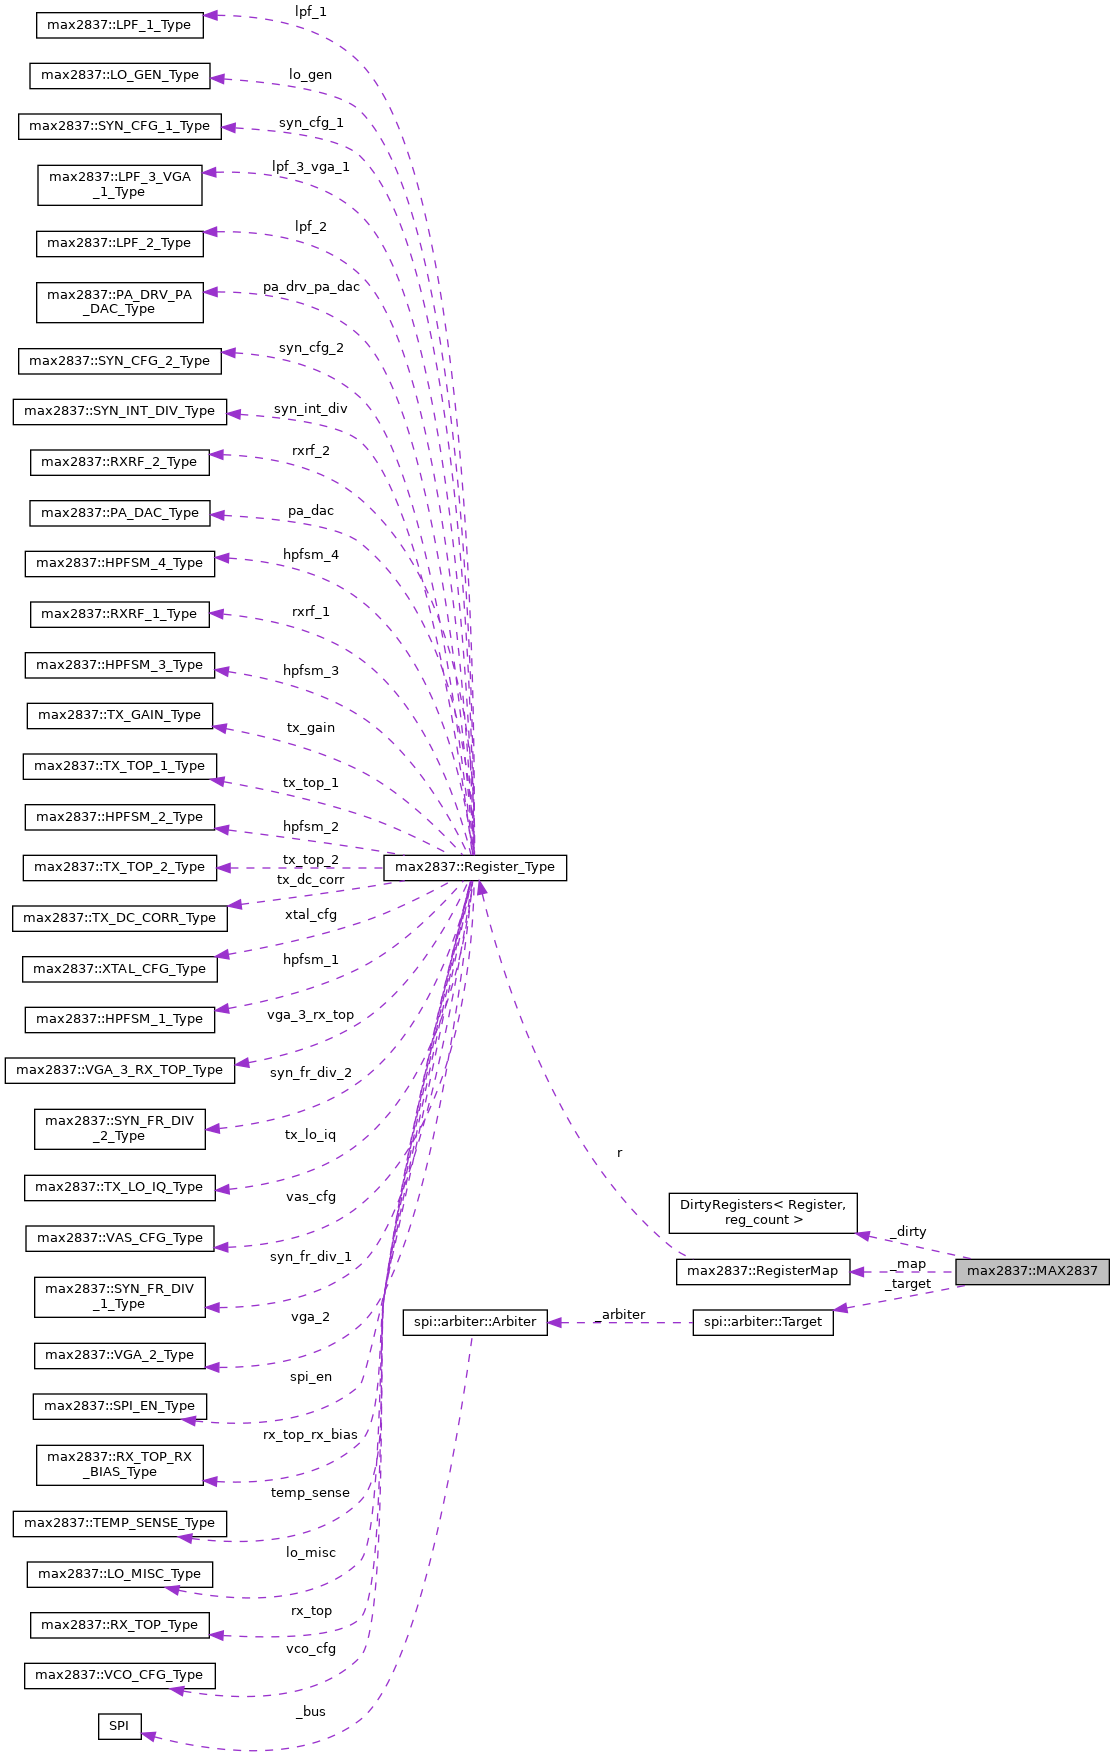 max2837::LPF_1_Type
lpf_1
max2837::LO_GEN_Type
lo_gen
max2837::SYN_CFG_1_Type
syn_cfg_1
max2837::LPF_3_VGA
_1_Type
lpf_3_vga_1
max2837::LPF_2_Type
lpf_2
max2837::PA_DRV_PA
_DAC_Type
pa_drv_pa_dac
max2837::SYN_CFG_2_Type
syn_cfg_2
max2837::SYN_INT_DIV_Type
syn_int_div
max2837::RXRF_2_Type
rxrf_2
max2837::PA_DAC_Type
pa_dac
max2837::HPFSM_4_Type
hpfsm_4
max2837::RXRF_1_Type
rxrf_1
max2837::HPFSM_3_Type
hpfsm_3
max2837::TX_GAIN_Type
tx_gain
max2837::TX_TOP_1_Type
tx_top_1
max2837::HPFSM_2_Type
hpfsm_2
max2837::TX_TOP_2_Type
tx_top_2
max2837::Register_Type
max2837::TX_DC_CORR_Type
tx_dc_corr
max2837::XTAL_CFG_Type
xtal_cfg
max2837::HPFSM_1_Type
hpfsm_1
max2837::VGA_3_RX_TOP_Type
vga_3_rx_top
max2837::SYN_FR_DIV
_2_Type
syn_fr_div_2
max2837::TX_LO_IQ_Type
tx_lo_iq
r
max2837::VAS_CFG_Type
vas_cfg
DirtyRegisters< Register,
reg_count >
_dirty
max2837::RegisterMap
_map
max2837::MAX2837
_target
max2837::SYN_FR_DIV
_1_Type
syn_fr_div_1
spi::arbiter::Arbiter
_arbiter
spi::arbiter::Target
max2837::VGA_2_Type
vga_2
max2837::SPI_EN_Type
spi_en
max2837::RX_TOP_RX
_BIAS_Type
rx_top_rx_bias
max2837::TEMP_SENSE_Type
temp_sense
max2837::LO_MISC_Type
lo_misc
max2837::RX_TOP_Type
rx_top
max2837::VCO_CFG_Type
vco_cfg
SPI
_bus